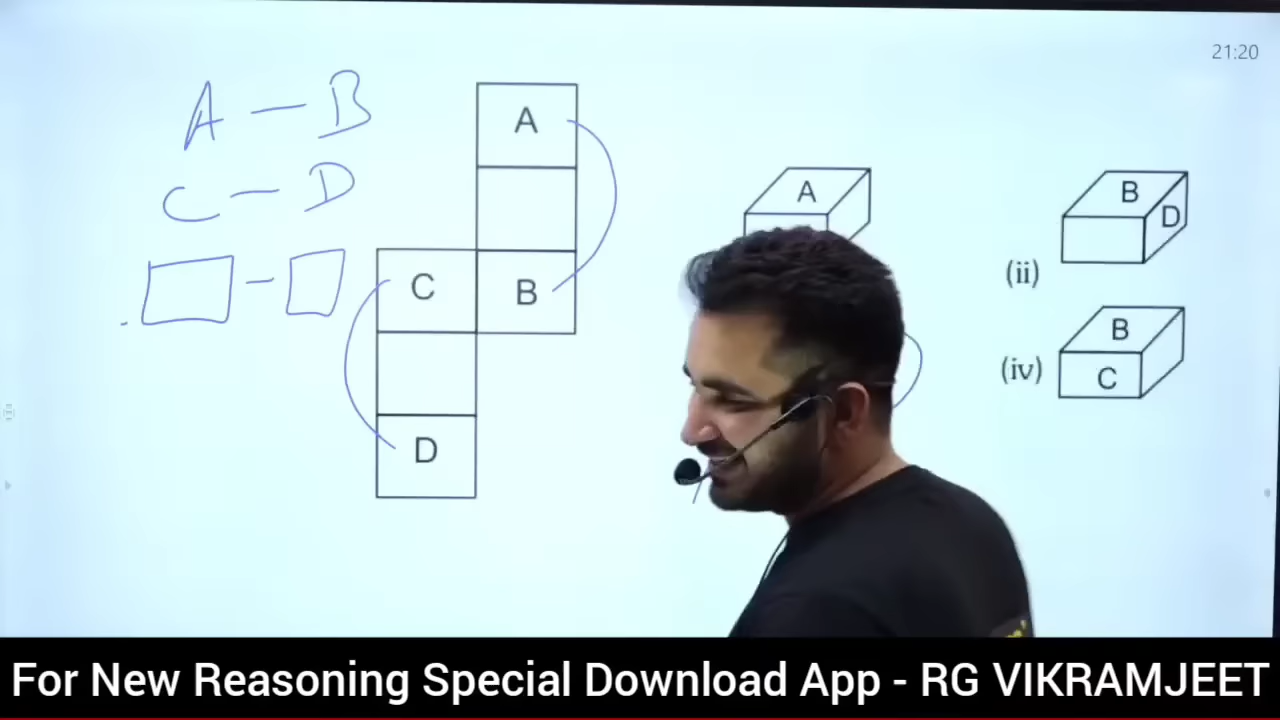 21:20
A — B
C — D
A
C
B
D
A
B
D
(ii)
B
C
(iv)
For New Reasoning Special Download App - RG VIKRAMJEET